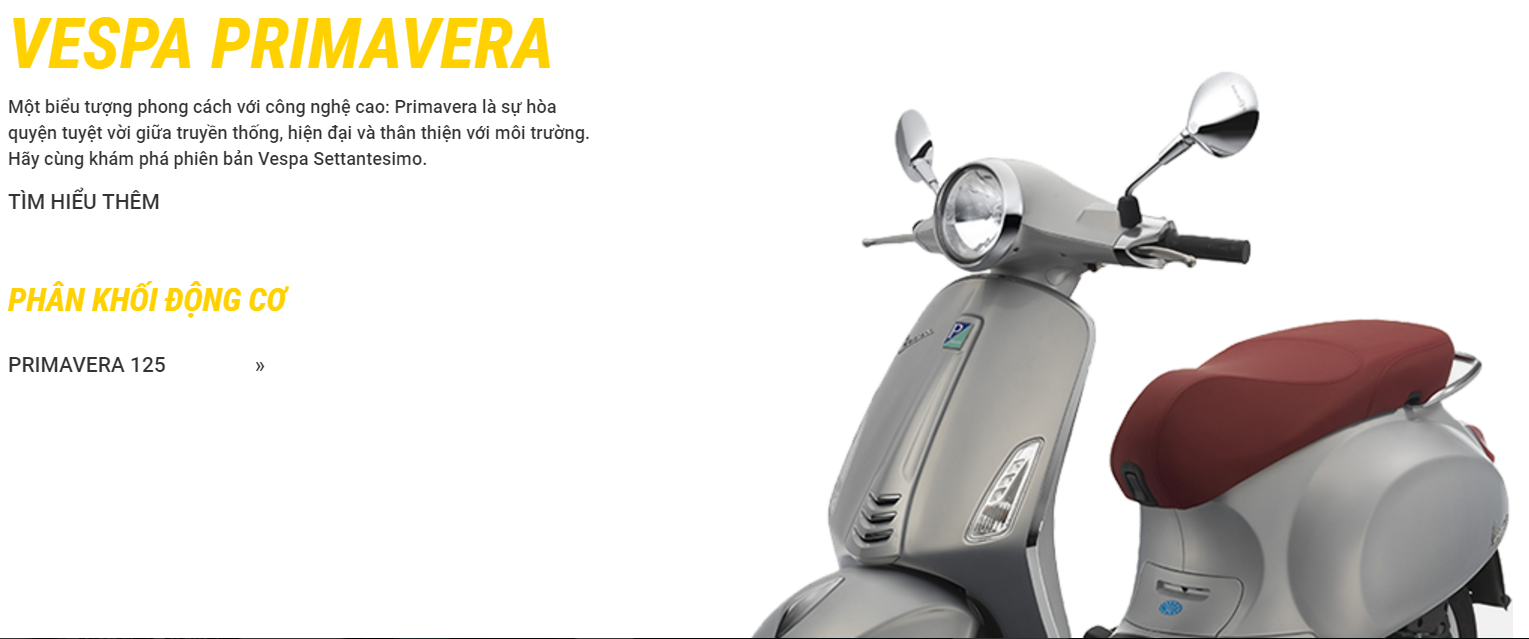 VESPA PRIMAVERA
Một biểu tượng phong cách với công nghệ cao: Primavera là sự hòa
quyện tuyệt vời giữa truyền thống, hiện đại và thân thiện với môi trường.
Hãy cùng khám phá phiên bản Vespa Settantesimo.
TÌM HIỂU THÊM
PHÂN KHỐI ĐỘNG CƠ
PRIMAVERA 125 »